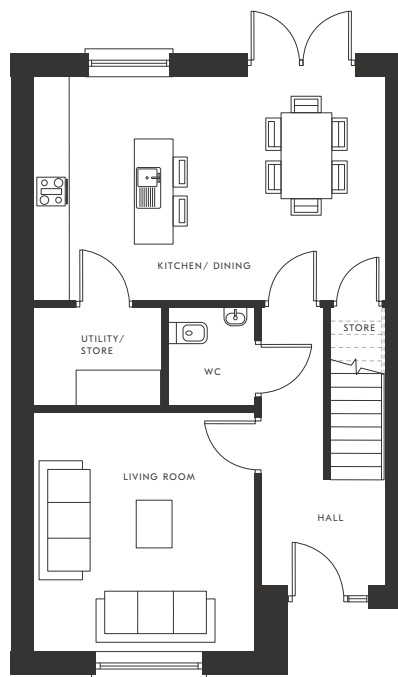 KITCHEN/ DINING
STORE
UTILITY/
STORE
WC
LIVING ROOM
HALL